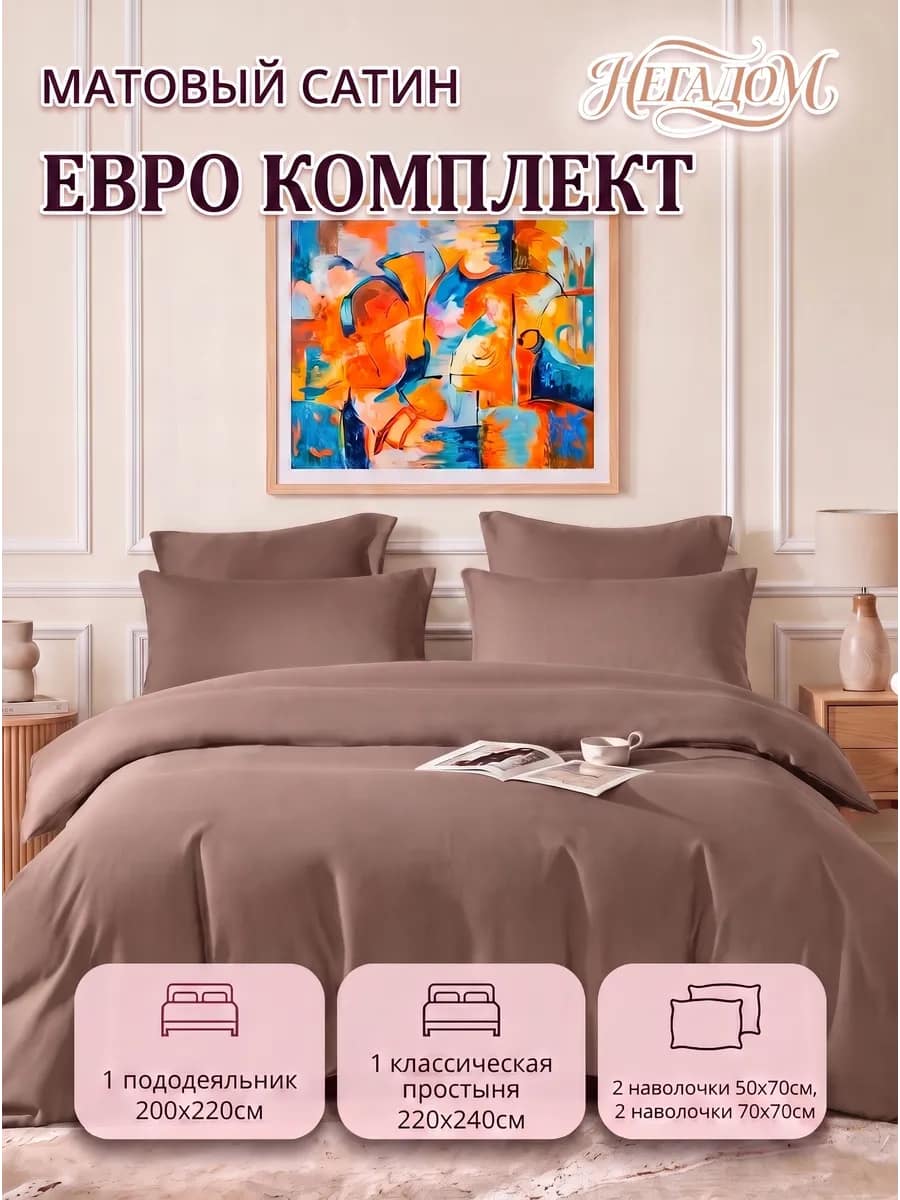 МАТОВЫЙ САТИН
НЕГАДОМ
ЕВРО КОМПЛЕКТ
1 пододеяльник
200х220см
1 классическая
простыня
220х240см
2 наволочки 50х70см,
2 наволочки 70х70см